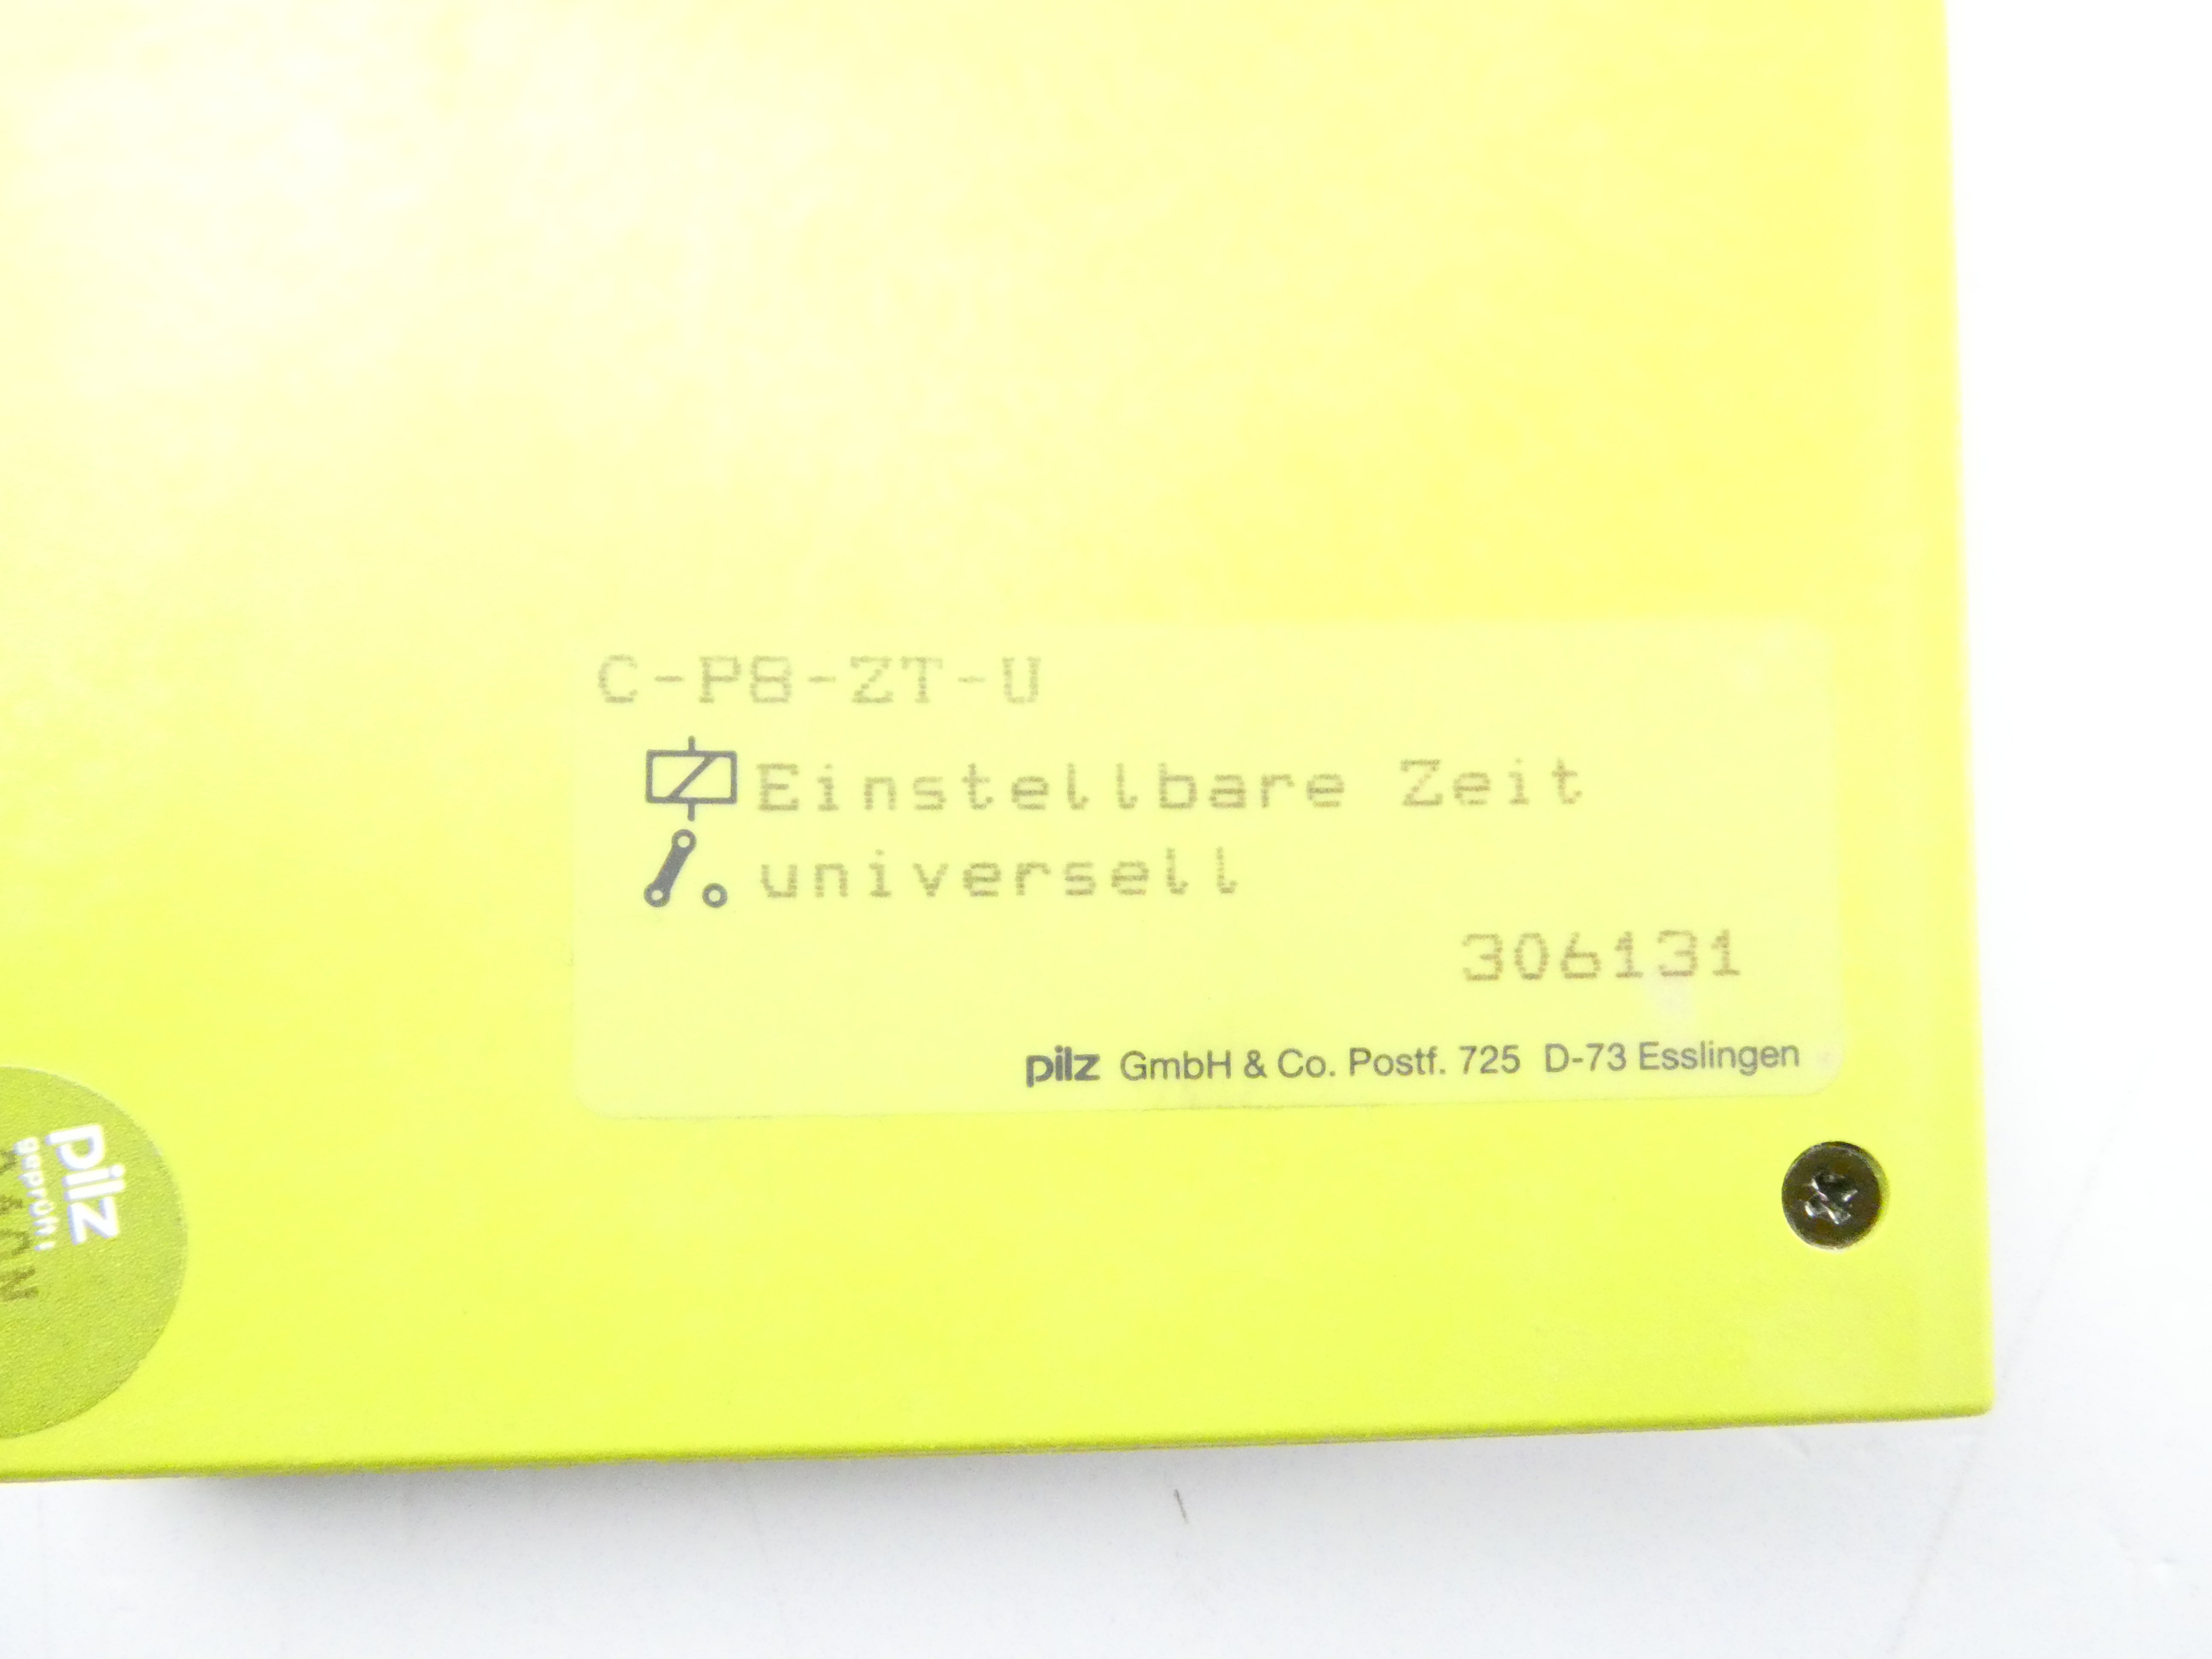 C-P8-ZT-U
Einstellbare Zeit
universell
306131
pilz GmbH & Co. Postf. 725 D-73 Esslingen
pilz
geprüft